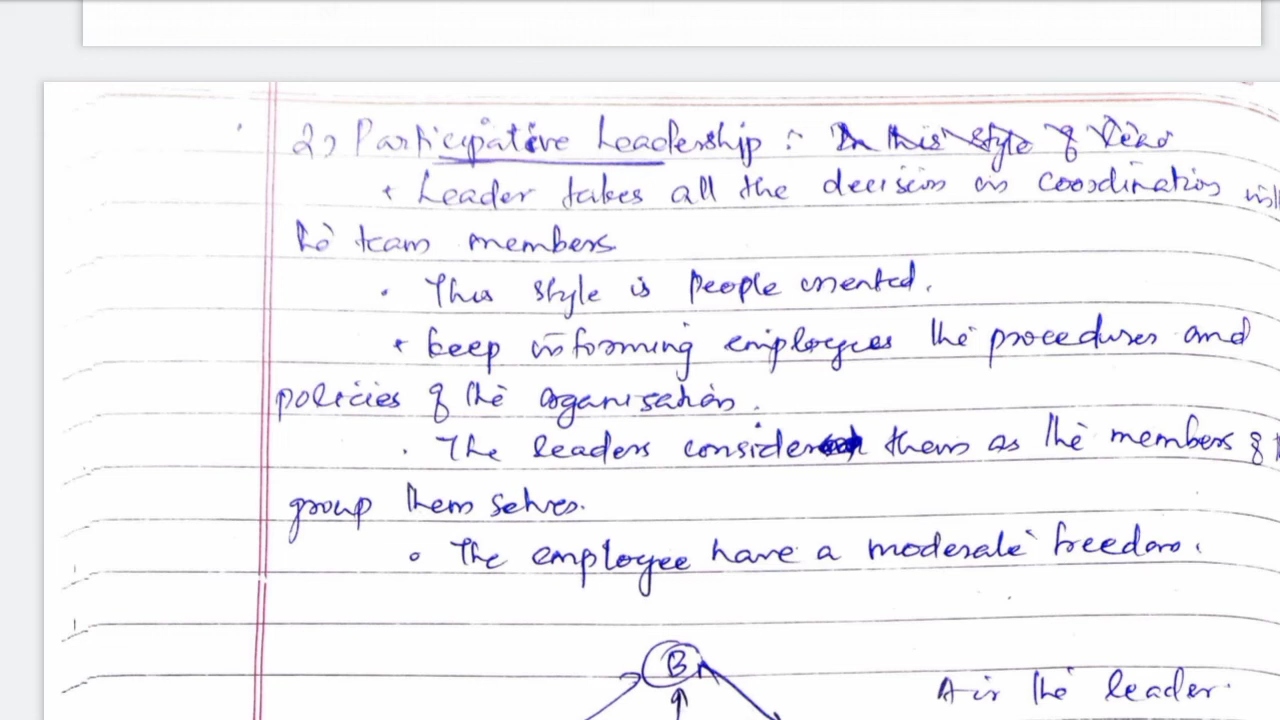 2) Participative Leadership : In this style of lead
Leader takes all the decision in coordination
the team members
This style is people oriented.
keep informing employees the procedures and
policies of the organisation.
The leaders consider them as the members of
group them selves.
The employee have a moderate freedom.
B
A is the leader.